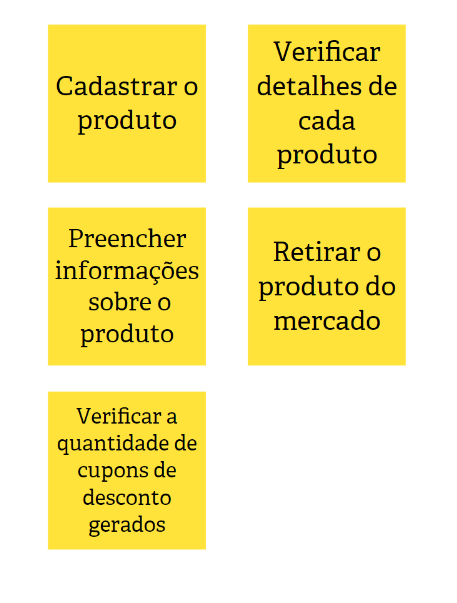 Cadastrar o
produto
Verificar
detalhes de
cada
produto
Preencher
informações
sobre o
produto
Retirar o
produto do
mercado
Verificar a
quantidade de
cupons de
desconto
gerados